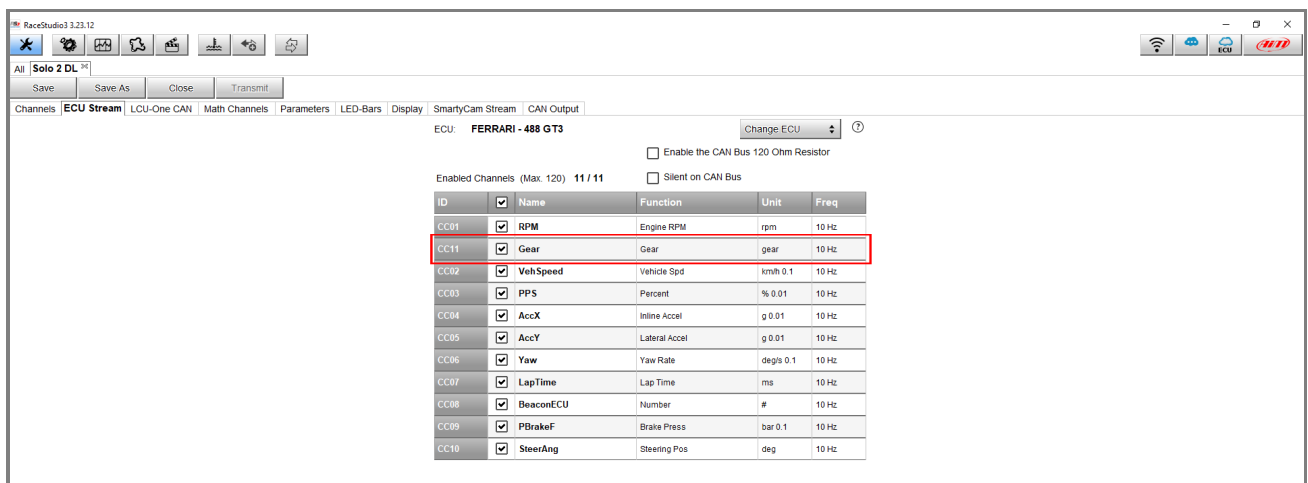 RaceStudio3 3.23.12
ECU
AiM
All Solo 2 DL
Save Save As Close Transmit
Channels ECU Stream LCU-One CAN Math Channels Parameters LED-Bars Display SmartyCam Stream CAN Output
ECU: FERRARI - 488 GT3 Change ECU ?
Enable the CAN Bus 120 Ohm Resistor
Enabled Channels (Max. 120) 11 / 11 Silent on CAN Bus
ID Name Function Unit Freq
CC01 RPM Engine RPM rpm 10 Hz
CC11 Gear Gear gear 10 Hz
CC02 VehSpeed Vehicle Spd km/h 0.1 10 Hz
CC03 PPS Percent % 0.01 10 Hz
CC04 AccX Inline Accel g 0.01 10 Hz
CC05 AccY Lateral Accel g 0.01 10 Hz
CC06 Yaw Yaw Rate deg/s 0.1 10 Hz
CC07 LapTime Lap Time ms 10 Hz
CC08 BeaconECU Number # 10 Hz
CC09 PBrakeF Brake Press bar 0.1 10 Hz
CC10 SteerAng Steering Pos deg 10 Hz